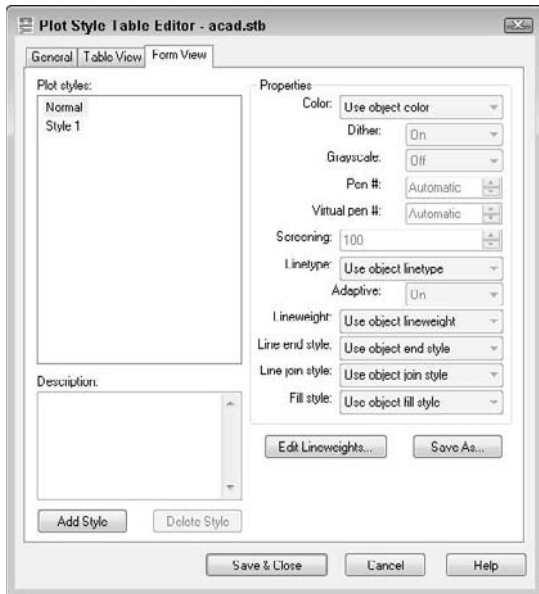 Plot Style Table Editor - acad.stb
General
Table View
Form View
Plot styles:
Normal
Style 1
Description:
Add Style
Delete Style
Properties
Color: Use object color
Dither: On
Grayscale: Off
Pen #: Automatic
Virtual pen #: Automatic
Screening: 100
Linetype: Use object linetype
Adaptive: On
Lineweight: Use object lineweight
Line end style: Use object end style
Line join style: Use object join style
Fill style: Use object fill style
Edit Lineweights...
Save As...
Save & Close
Cancel
Help